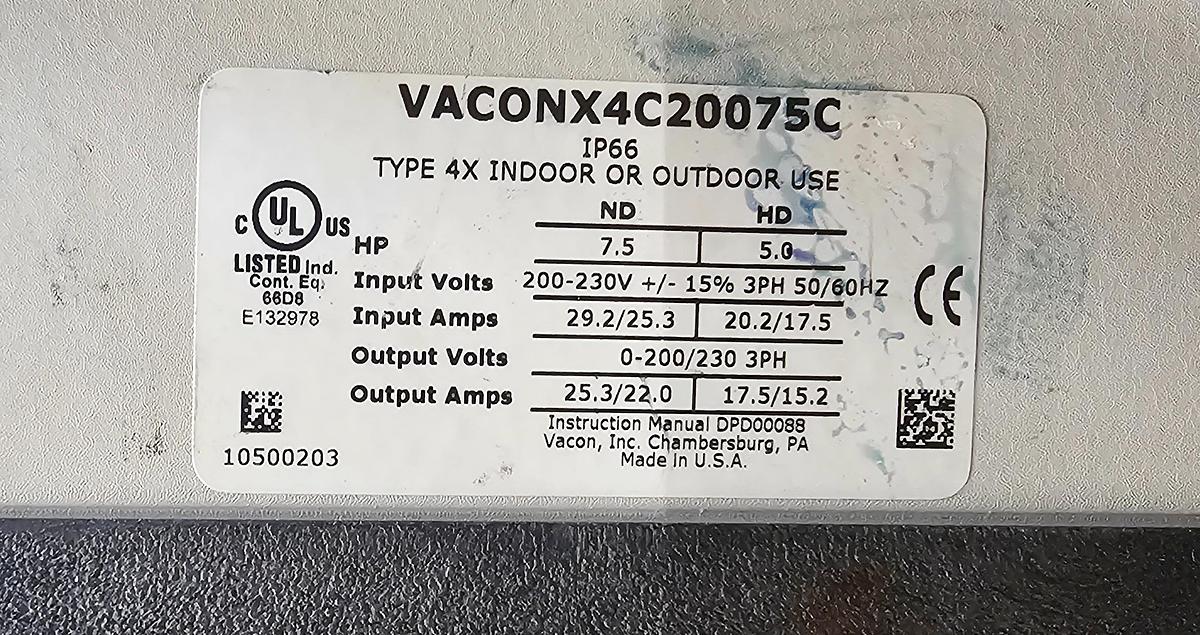 VACONX4C20075C
IP66
TYPE 4X INDOOR OR OUTDOOR USE
ND HD
C UL US
LISTED Ind.
Cont. Eq.
66D8
E132978
HP 7.5 5.0
Input Volts 200-230V +/- 15% 3PH 50/60HZ
Input Amps 29.2/25.3 20.2/17.5
Output Volts 0-200/230 3PH
Output Amps 25.3/22.0 17.5/15.2
CE
Instruction Manual DPD00088
Vacon, Inc. Chambersburg, PA
Made in U.S.A.
10500203